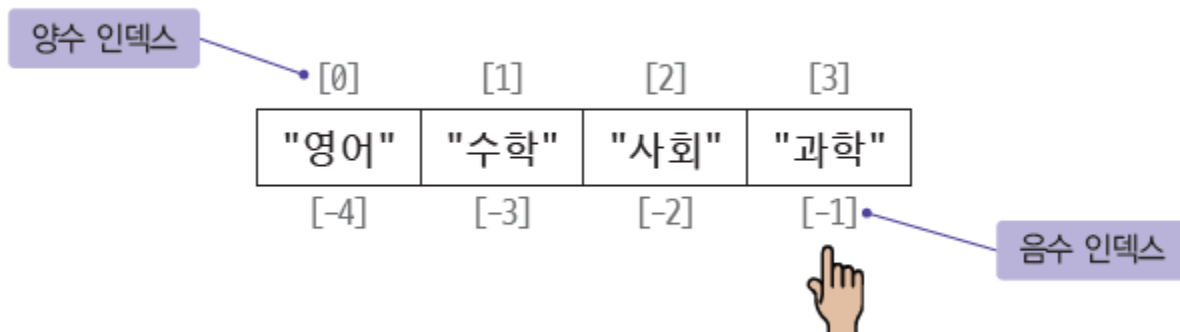 양수 인덱스
[0] [1] [2] [3]
"영어" "수학" "사회" "과학"
[-4] [-3] [-2] [-1]
음수 인덱스